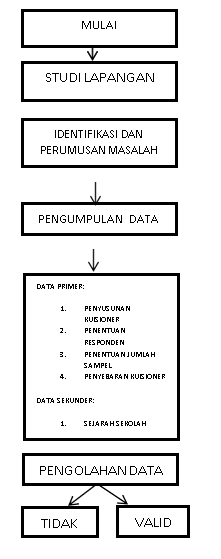 MULAI
STUDI LAPANGAN
IDENTIFIKASI DAN
PERUMUSAN MASALAH
PENGUMPULAN DATA
DATA PRIMER:
1. PENYUSUNAN
KUISIONER
2. PENENTUAN
RESPONDEN
3. PENENTUAN JUMLAH
SAMPEL
4. PENYEBARAN KUISIONER
DATA SEKUNDER:
1. SEJARAH SEKOLAH
PENGOLAHAN DATA
TIDAK
VALID